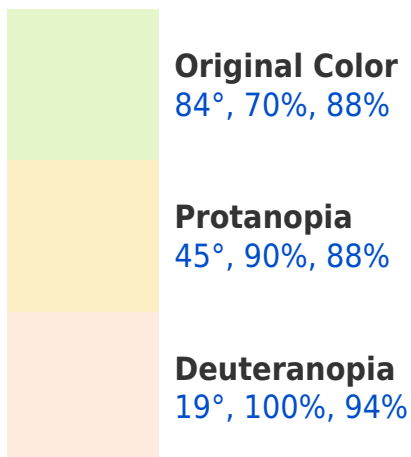 Original Color
84°, 70%, 88%
Protanopia
45°, 90%, 88%
Deuteranopia
19°, 100%, 94%